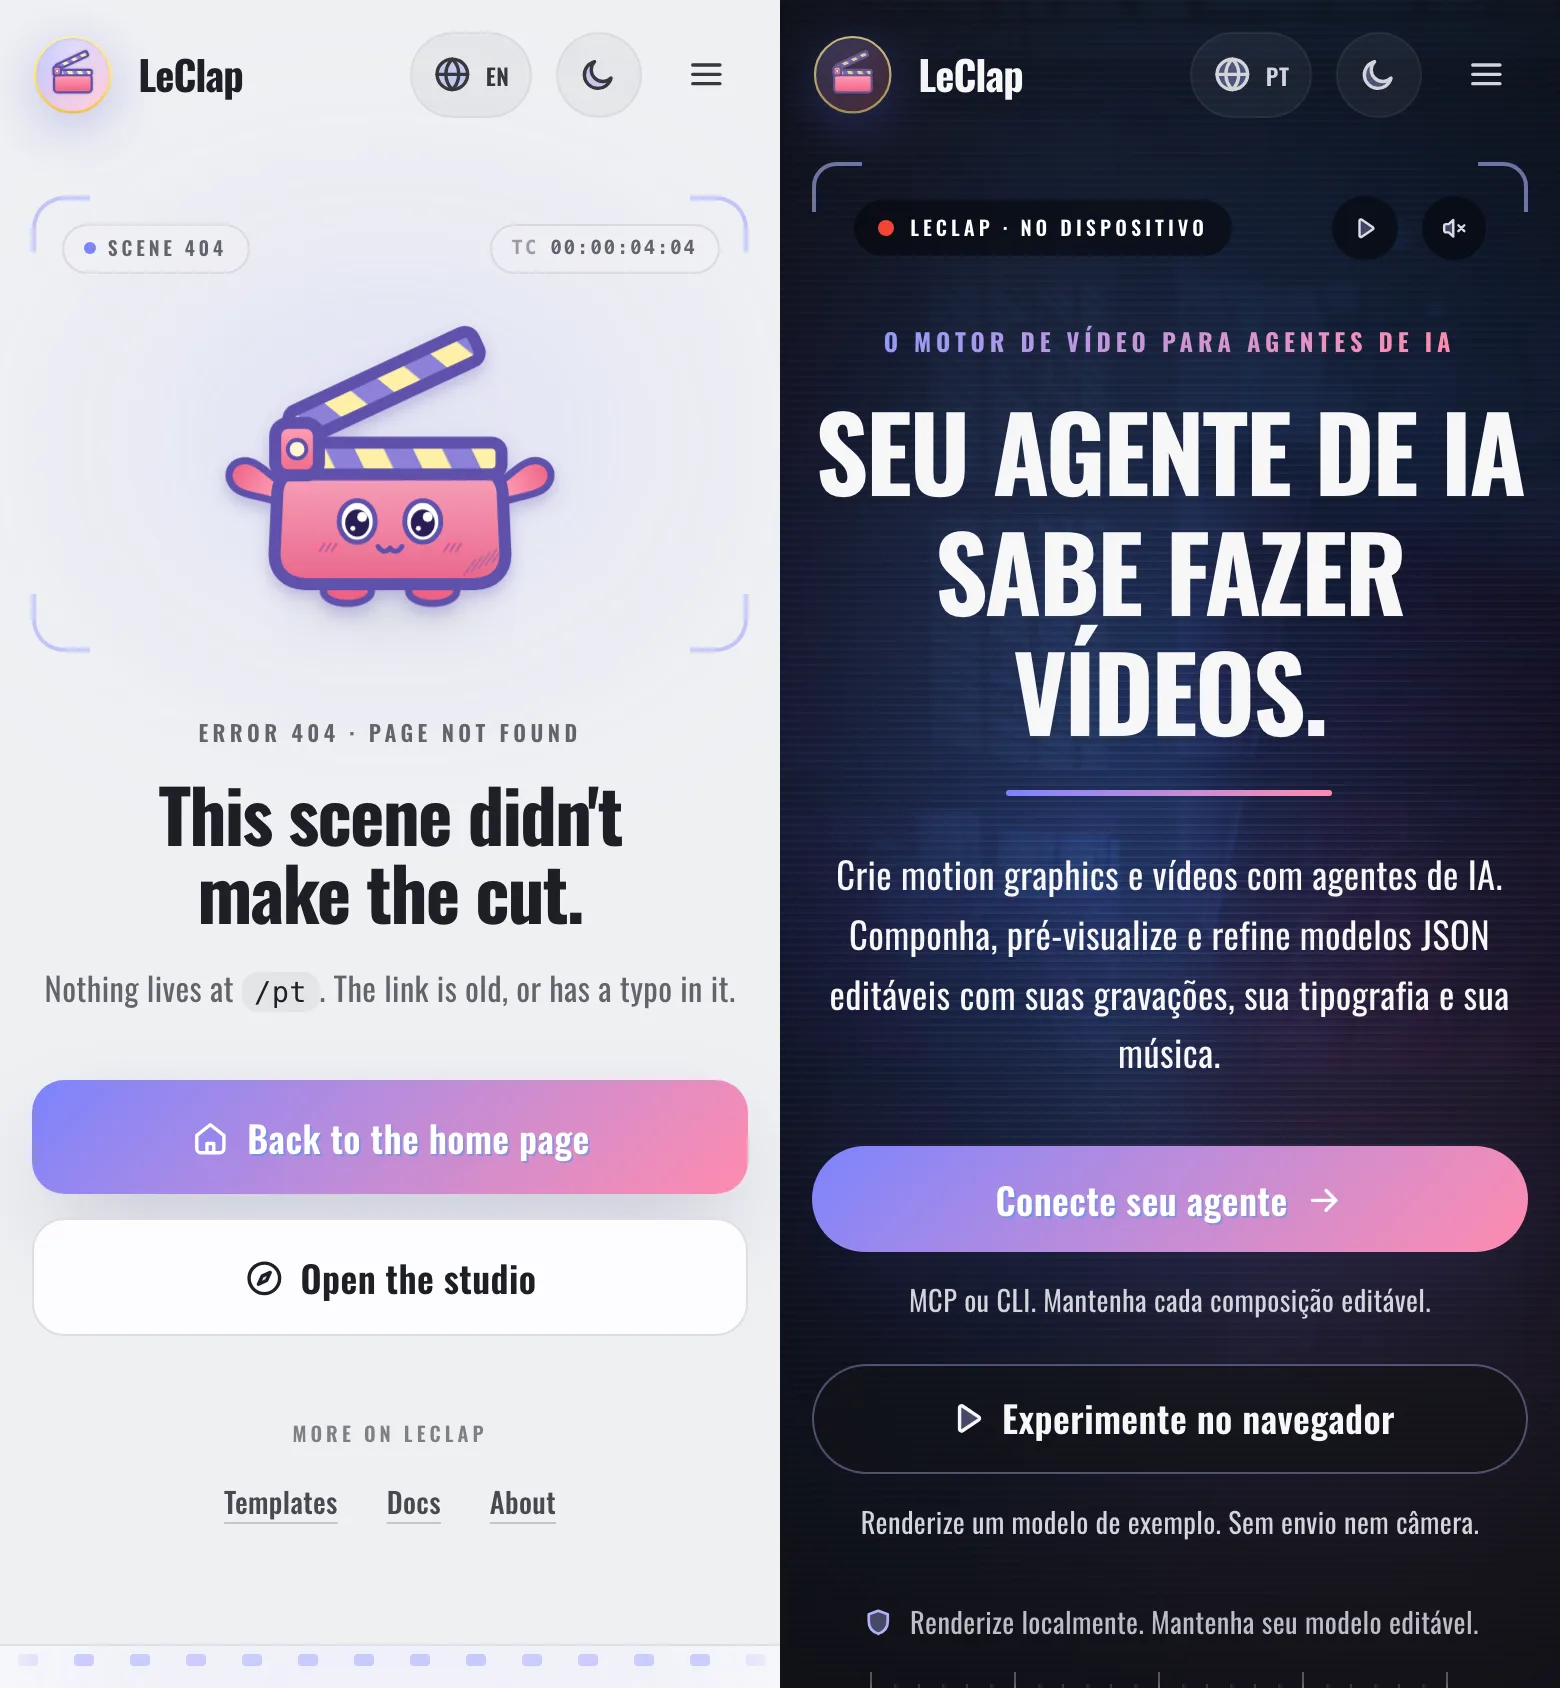 LeClap
EN
SCENE 404
TC 00:00:04:04
ERROR 404 · PAGE NOT FOUND
This scene didn't
make the cut.
Nothing lives at /pt. The link is old, or has a typo in it.
Back to the home page
Open the studio
MORE ON LECLAP
Templates Docs About
LeClap
PT
LECLAP · NO DISPOSITIVO
O MOTOR DE VÍDEO PARA AGENTES DE IA
SEU AGENTE DE IA
SABE FAZER
VÍDEOS.
Crie motion graphics e vídeos com agentes de IA.
Componha, pré-visualize e refine modelos JSON
editáveis com suas gravações, sua tipografia e sua
música.
Conecte seu agente
MCP ou CLI. Mantenha cada composição editável.
Experimente no navegador
Renderize um modelo de exemplo. Sem envio nem câmera.
Renderize localmente. Mantenha seu modelo editável.